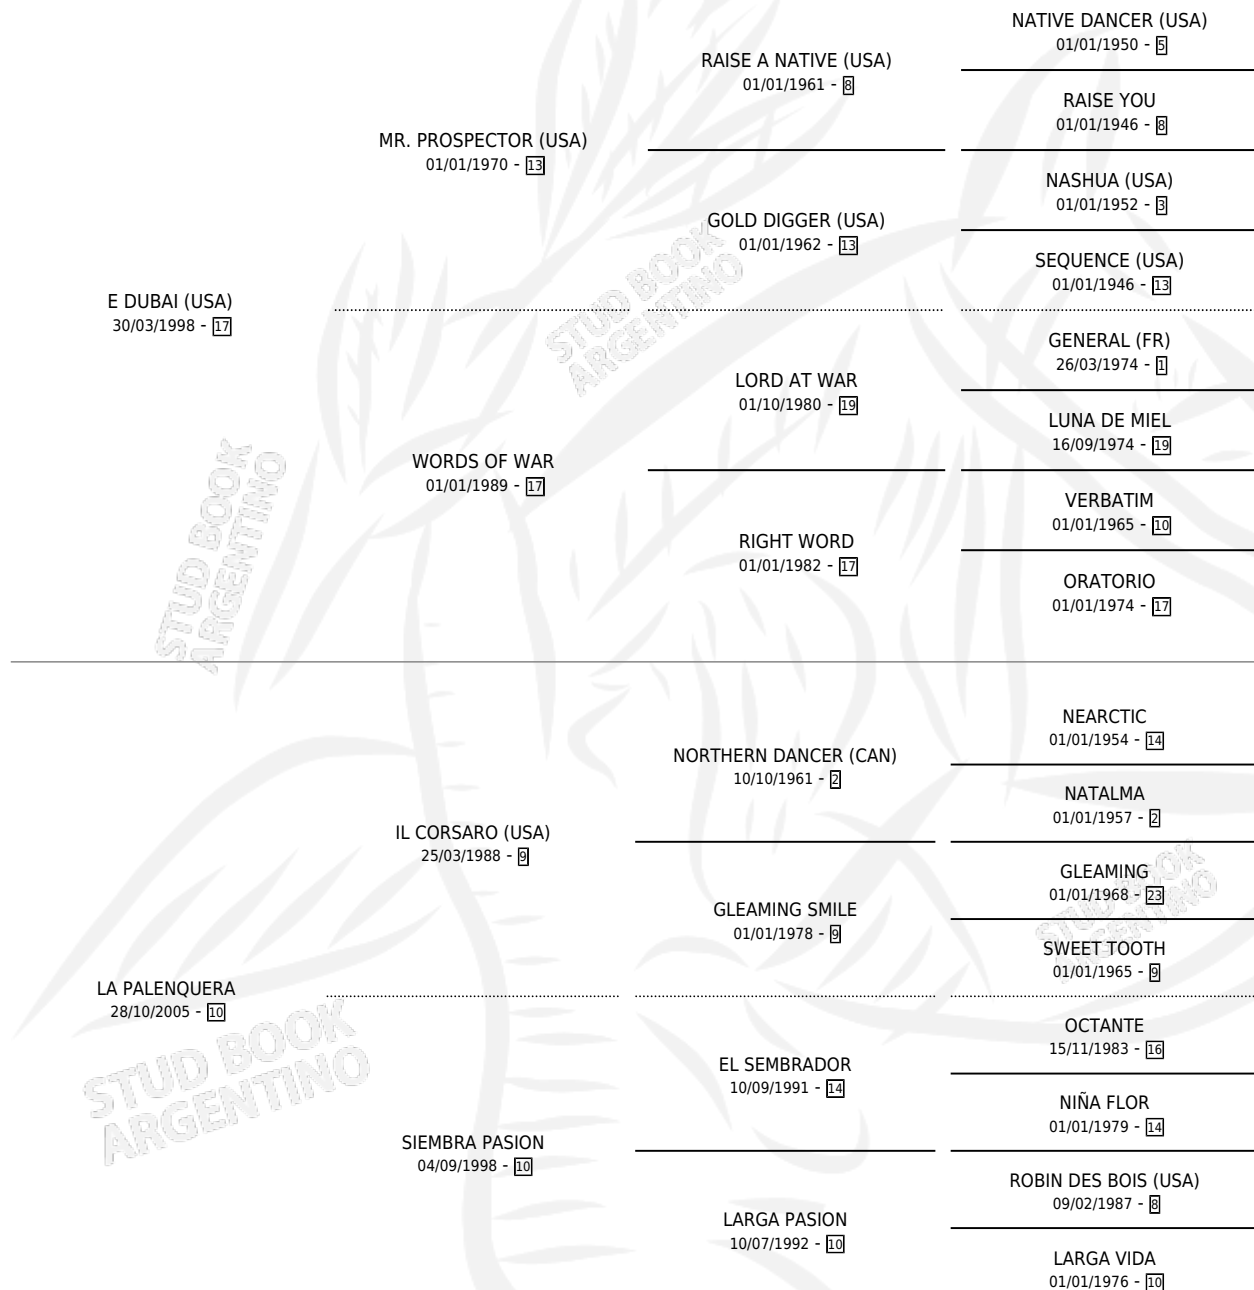 NATIVE DANCER (USA)
01/01/1950 - 5
RAISE A NATIVE (USA)
01/01/1961 - 8
RAISE YOU
01/01/1946 - 8
MR. PROSPECTOR (USA)
01/01/1970 - 13
NASHUA (USA)
01/01/1952 - 3
GOLD DIGGER (USA)
01/01/1962 - 13
SEQUENCE (USA)
01/01/1946 - 13
E DUBAI (USA)
30/03/1998 - 17
STUD BOOK
ARGENTINO
GENERAL (FR)
26/03/1974 - 1
LORD AT WAR
01/10/1980 - 19
LUNA DE MIEL
16/09/1974 - 19
WORDS OF WAR
01/01/1989 - 17
VERBATIM
01/01/1965 - 10
RIGHT WORD
01/01/1982 - 17
ORATORIO
01/01/1974 - 17
STUD BOOK
ARGENTINO
NEARCTIC
01/01/1954 - 14
NORTHERN DANCER (CAN)
10/10/1961 - 2
NATALMA
01/01/1957 - 2
IL CORSARO (USA)
25/03/1988 - 9
GLEAMING
01/01/1968 - 23
GLEAMING SMILE
01/01/1978 - 9
SWEET TOOTH
01/01/1965 - 9
STUD BOOK
ARGENTINO
LA PALENQUERA
28/10/2005 - 10
OCTANTE
15/11/1983 - 16
EL SEMBRADOR
10/09/1991 - 14
NIÑA FLOR
01/01/1979 - 14
STUD BOOK
ARGENTINO
SIEMBRA PASION
04/09/1998 - 10
ROBIN DES BOIS (USA)
09/02/1987 - 8
LARGA PASION
10/07/1992 - 10
LARGA VIDA
01/01/1976 - 10